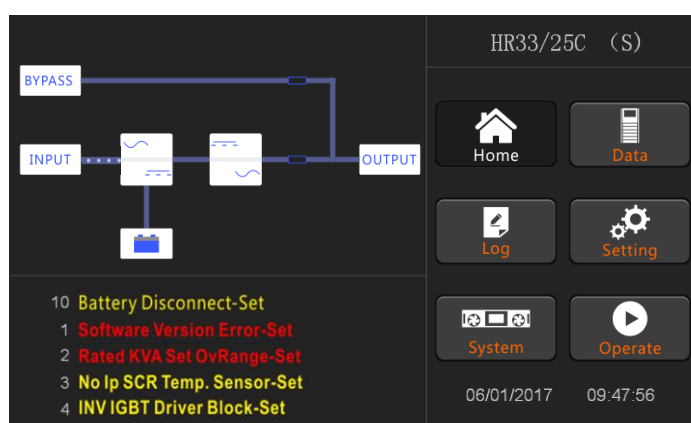 HR33/25C (S)
BYPASS
INPUT
OUTPUT
Home
Data
Log
Setting
System
Operate
10 Battery Disconnect-Set
1 Software Version Error-Set
2 Rated KVA Set OvRange-Set
3 No Ip SCR Temp. Sensor-Set
4 INV IGBT Driver Block-Set
06/01/2017 09:47:56